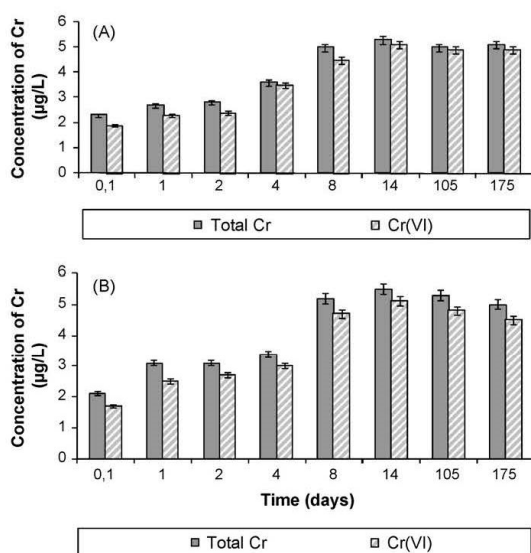 (A)
Concentration of Cr
(µg/L)
6
5
4
3
2
1
0
0,1 1 2 4 8 14 105 175
Total Cr Cr(VI)
(B)
Concentration of Cr
(µg/L)
6
5
4
3
2
1
0
0,1 1 2 4 8 14 105 175
Time (days)
Total Cr Cr(VI)